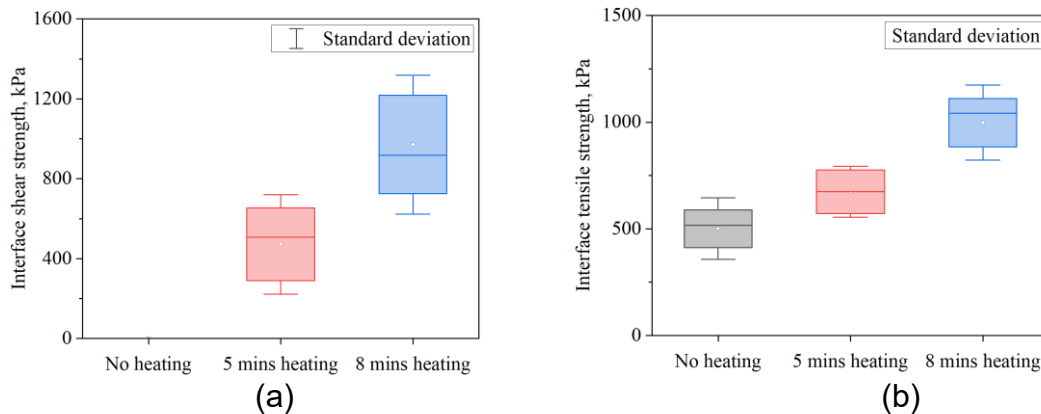 Interface shear strength, kPa
1600
1200
800
400
0
Standard deviation
No heating
5 mins heating
8 mins heating
(a)
Interface tensile strength, kPa
1500
1000
500
0
Standard deviation
No heating
5 mins heating
8 mins heating
(b)